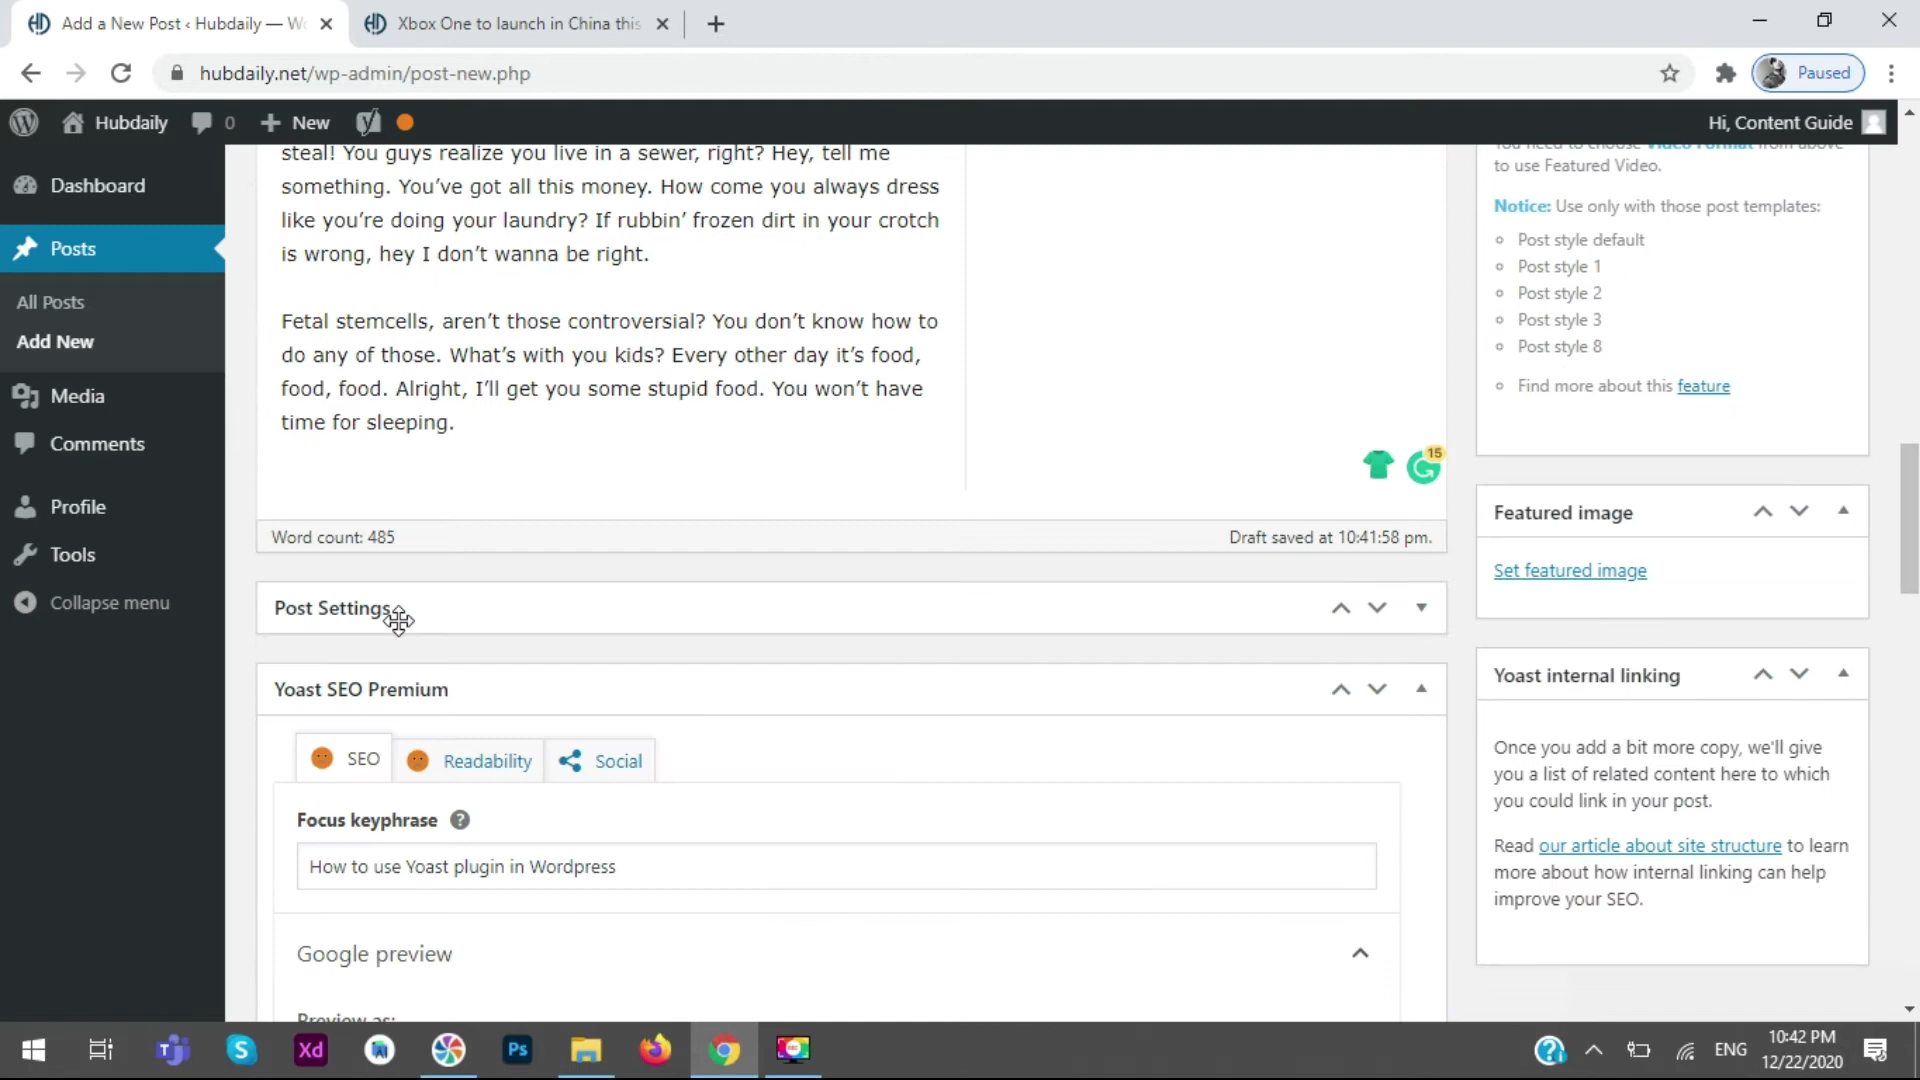 Add a New Post ‹ Hubdaily — Wo
Xbox One to launch in China this
hubdaily.net/wp-admin/post-new.php
Paused
Hubdaily
0
New
Hi, Content Guide
Dashboard
Posts
All Posts
Add New
Media
Comments
Profile
Tools
Collapse menu
steal! You guys realize you live in a sewer, right? Hey, tell me
something. You’ve got all this money. How come you always dress
like you’re doing your laundry? If rubbin’ frozen dirt in your crotch
is wrong, hey I don’t wanna be right.
Fetal stemcells, aren’t those controversial? You don’t know how to
do any of those. What’s with you kids? Every other day it’s food,
food, food. Alright, I’ll get you some stupid food. You won’t have
time for sleeping.
15
Word count: 485
Draft saved at 10:41:58 pm.
Post Settings
Yoast SEO Premium
SEO
Readability
Social
Focus keyphrase
?
How to use Yoast plugin in Wordpress
Google preview
Preview as:
You need to choose Video Format from above
to use Featured Video.
Notice: Use only with those post templates:
Post style default
Post style 1
Post style 2
Post style 3
Post style 8
Find more about this feature
Featured image
Set featured image
Yoast internal linking
Once you add a bit more copy, we'll give
you a list of related content here to which
you could link in your post.
Read our article about site structure to learn
more about how internal linking can help
improve your SEO.
Xd
Ps
ENG
10:42 PM
12/22/2020